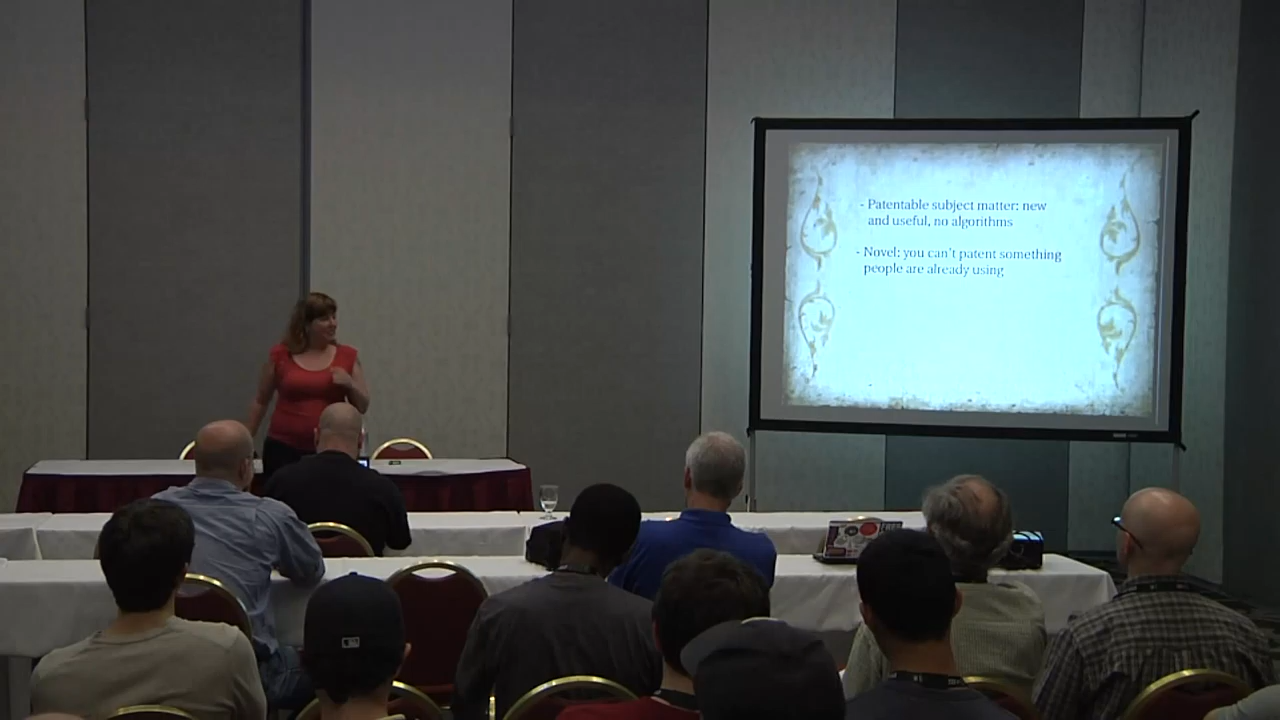 - Patentable subject matter: new
and useful, no algorithms
- Novel: you can't patent something
people are already using